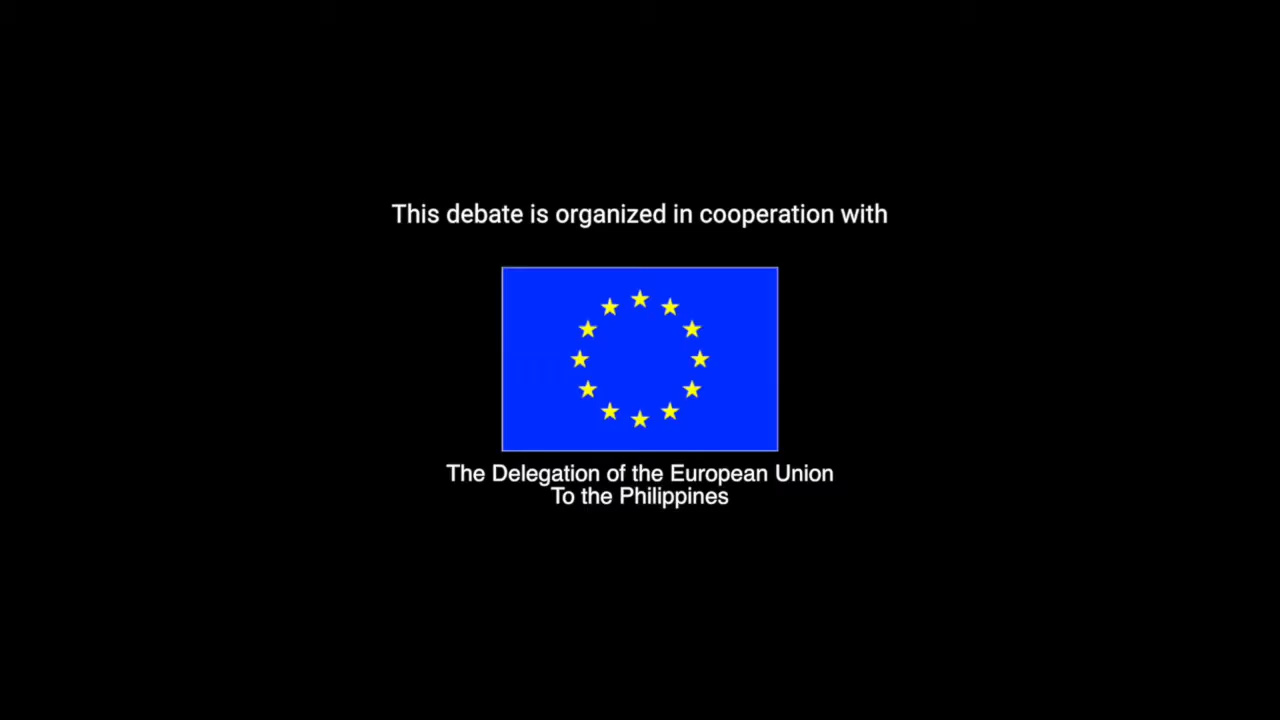 This debate is organized in cooperation with
The Delegation of the European Union
To the Philippines